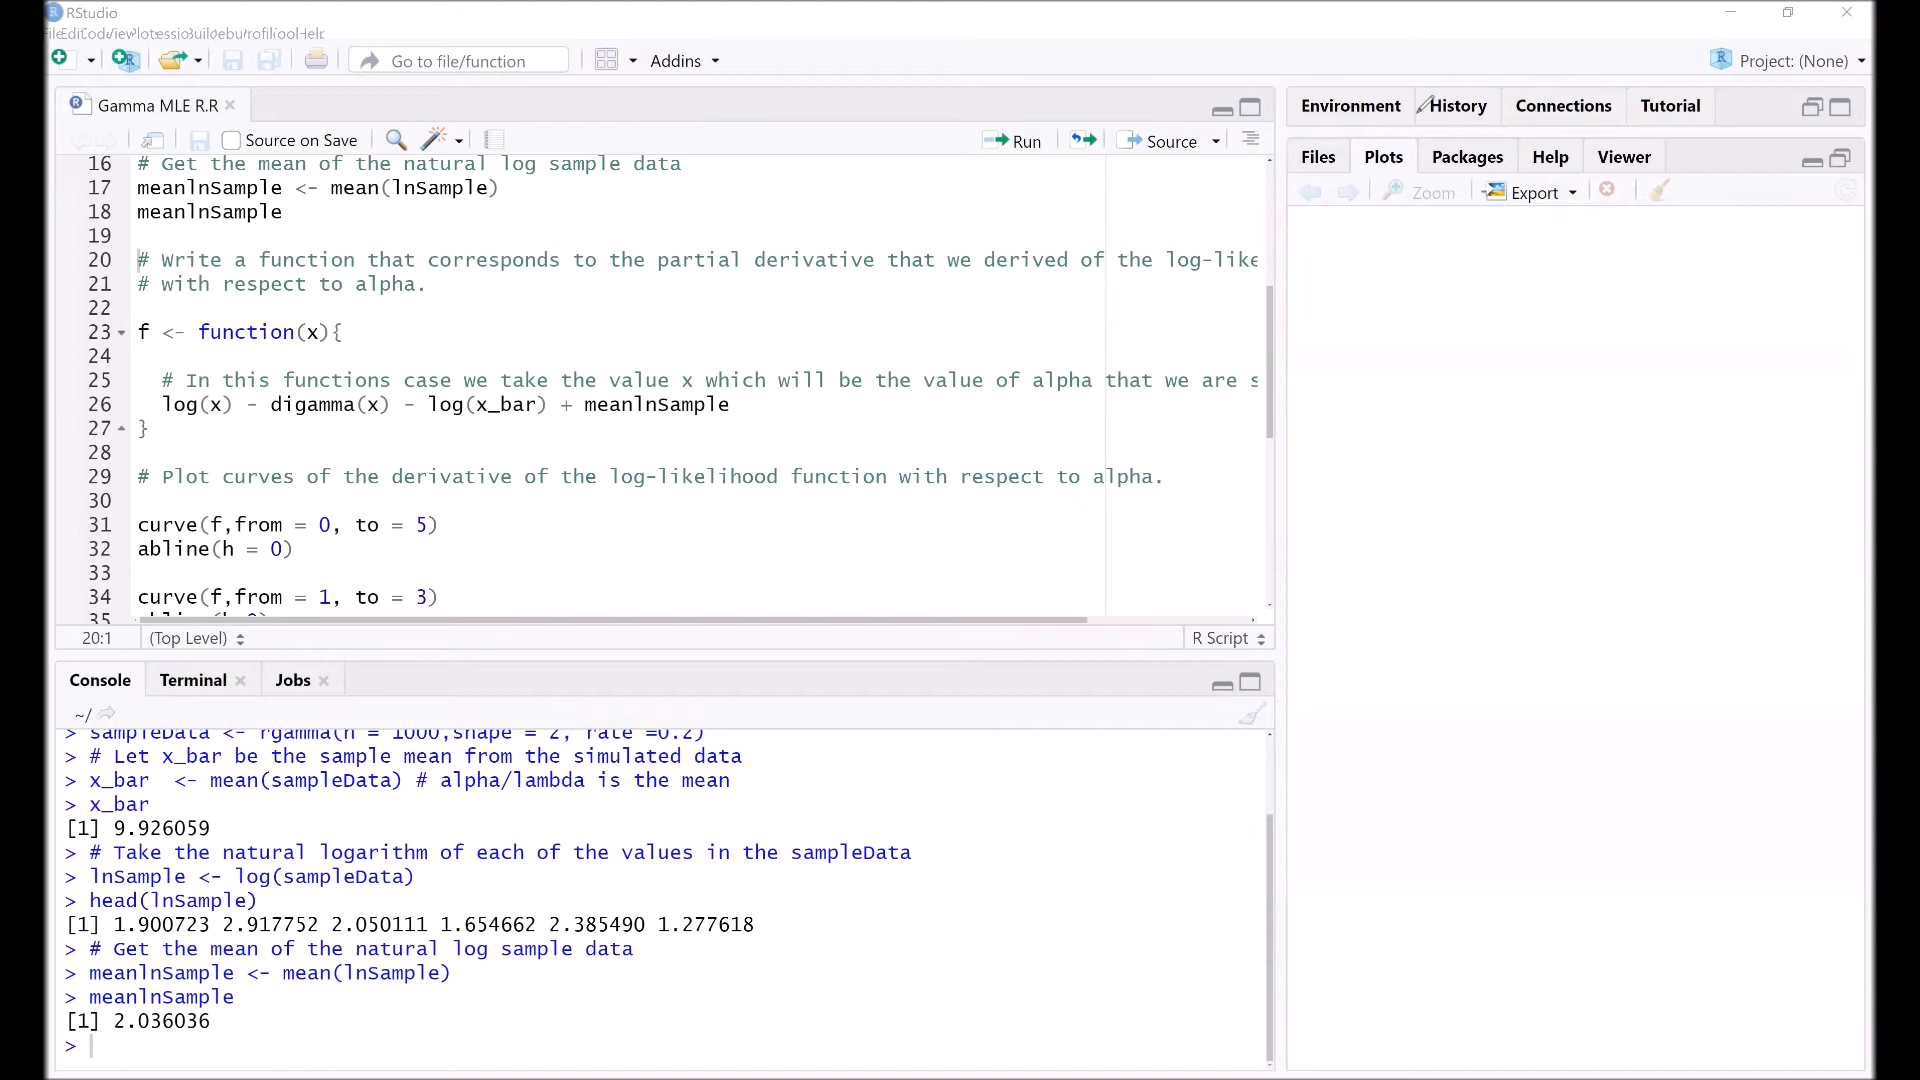 RStudio
Go to file/function
Addins
Project: (None)
Gamma MLE R.R
Source on Save
Run
Source
16 # Get the mean of the natural log sample data
17 meanlnSample <- mean(lnSample)
18 meanlnSample
19
20 # Write a function that corresponds to the partial derivative that we derived of the log-like
21 # with respect to alpha.
22
23 f <- function(x){
24
25 # In this functions case we take the value x which will be the value of alpha that we are s
26 log(x) - digamma(x) - log(x_bar) + meanlnSample
27 }
28
29 # Plot curves of the derivative of the log-likelihood function with respect to alpha.
30
31 curve(f,from = 0, to = 5)
32 abline(h = 0)
33
34 curve(f,from = 1, to = 3)
35
20:1 (Top Level)
R Script
Console Terminal Jobs
~/
> sampleData <- rgamma(n = 1000,shape = 2, rate =0.2)
> # Let x_bar be the sample mean from the simulated data
> x_bar <- mean(sampleData) # alpha/lambda is the mean
> x_bar
[1] 9.926059
> # Take the natural logarithm of each of the values in the sampleData
> lnSample <- log(sampleData)
> head(lnSample)
[1] 1.900723 2.917752 2.050111 1.654662 2.385490 1.277618
> # Get the mean of the natural log sample data
> meanlnSample <- mean(lnSample)
> meanlnSample
[1] 2.036036
>
Environment History Connections Tutorial
Files Plots Packages Help Viewer
Zoom Export